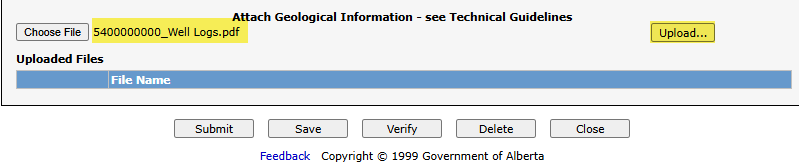 Attach Geological Information - see Technical Guidelines
Choose File 5400000000_Well Logs.pdf Upload...
Uploaded Files
File Name
Submit Save Verify Delete Close
Feedback Copyright © 1999 Government of Alberta